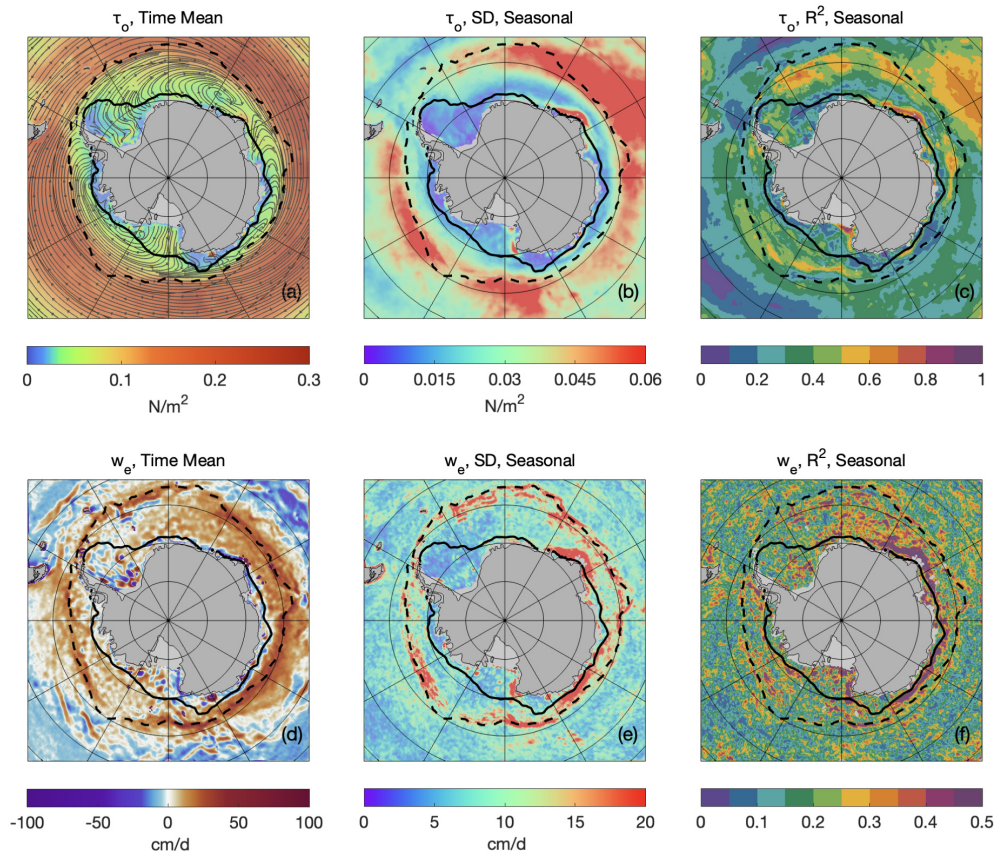 τo, Time Mean
τo, SD, Seasonal
τo, R2, Seasonal
(a)
(b)
(c)
0 0.1 0.2 0.3
N/m2
0 0.015 0.03 0.045 0.06
N/m2
0 0.2 0.4 0.6 0.8 1
we, Time Mean
we, SD, Seasonal
we, R2, Seasonal
(d)
(e)
(f)
-100 -50 0 50 100
cm/d
0 5 10 15 20
cm/d
0 0.1 0.2 0.3 0.4 0.5